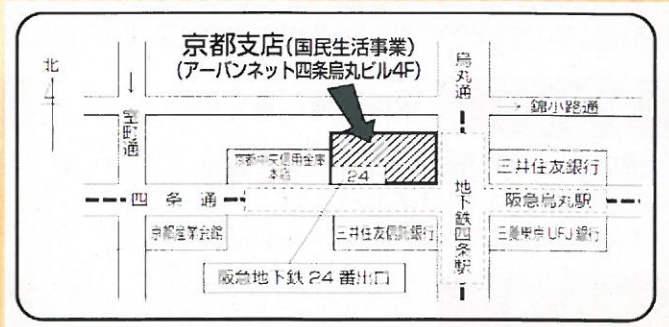 京都支店(国民生活事業)
(アーバンネット四条烏丸ビル4F)
北
烏丸通
→ 錦小路通
↓
室町通
京都中央信用金庫
本店
24
三井住友銀行
四条通
地下鉄四条駅
阪急烏丸駅
京都産業会館
三井住友信託銀行
三菱東京UFJ銀行
阪急地下鉄24番出口